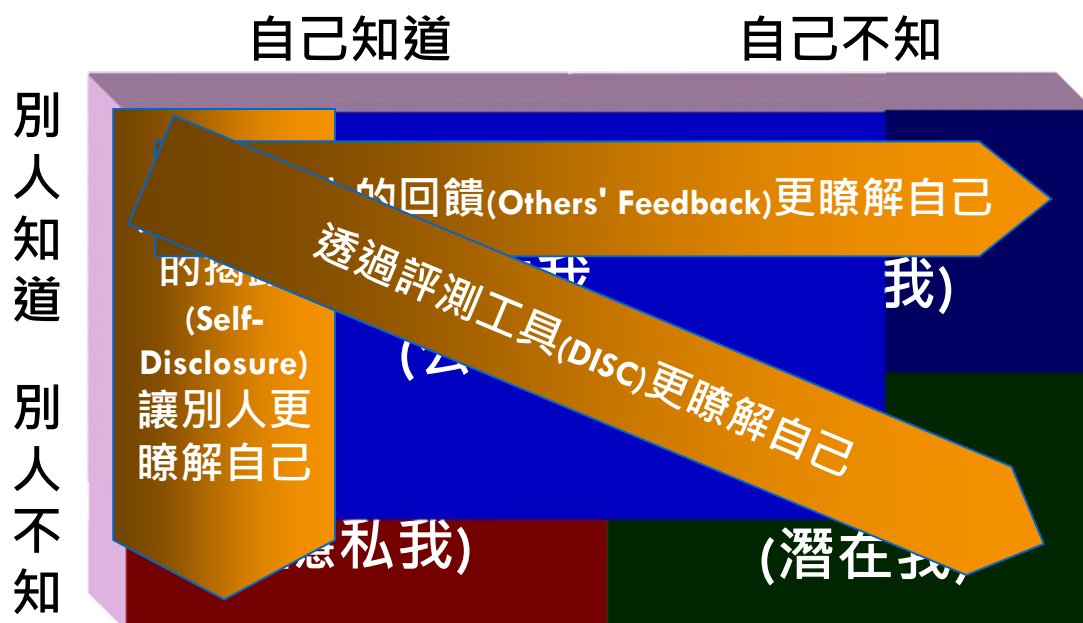 自己知道
自己不知
別人知道
別人不知
的回饋(Others' Feedback)更瞭解自己
透過評測工具(DISC)更瞭解自己
的揭
(Self-
Disclosure)
讓別人更
瞭解自己
我
我)
(公
私我)
(潛在我)